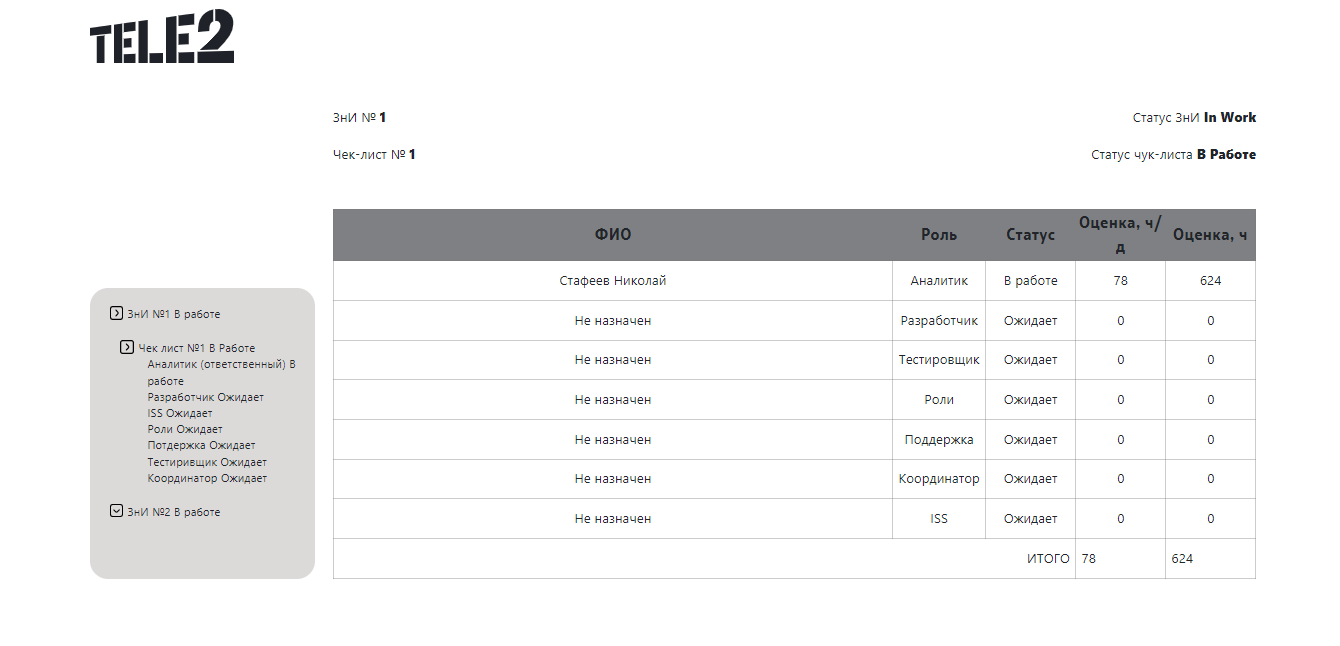 TELE2
ЗнИ № 1
Статус ЗнИ In Work
Чек-лист № 1
Статус чук-листа В Работе
ФИО Роль Статус Оценка, ч/д Оценка, ч
Стафеев Николай Аналитик В работе 78 624
Не назначен Разработчик Ожидает 0 0
Не назначен Тестировщик Ожидает 0 0
Не назначен Роли Ожидает 0 0
Не назначен Поддержка Ожидает 0 0
Не назначен Координатор Ожидает 0 0
Не назначен ISS Ожидает 0 0
ИТОГО 78 624
ЗнИ №1 В работе
Чек лист №1 В Работе
Аналитик (ответственный) В
работе
Разработчик Ожидает
ISS Ожидает
Роли Ожидает
Потдержка Ожидает
Тестиривщик Ожидает
Координатор Ожидает
ЗнИ №2 В работе